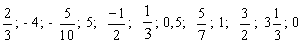 2/3; - 4; - 5/10; 5; −1/2; 1/3; 0,5; 5/7; 1; 3/2; 3 1/3; 0